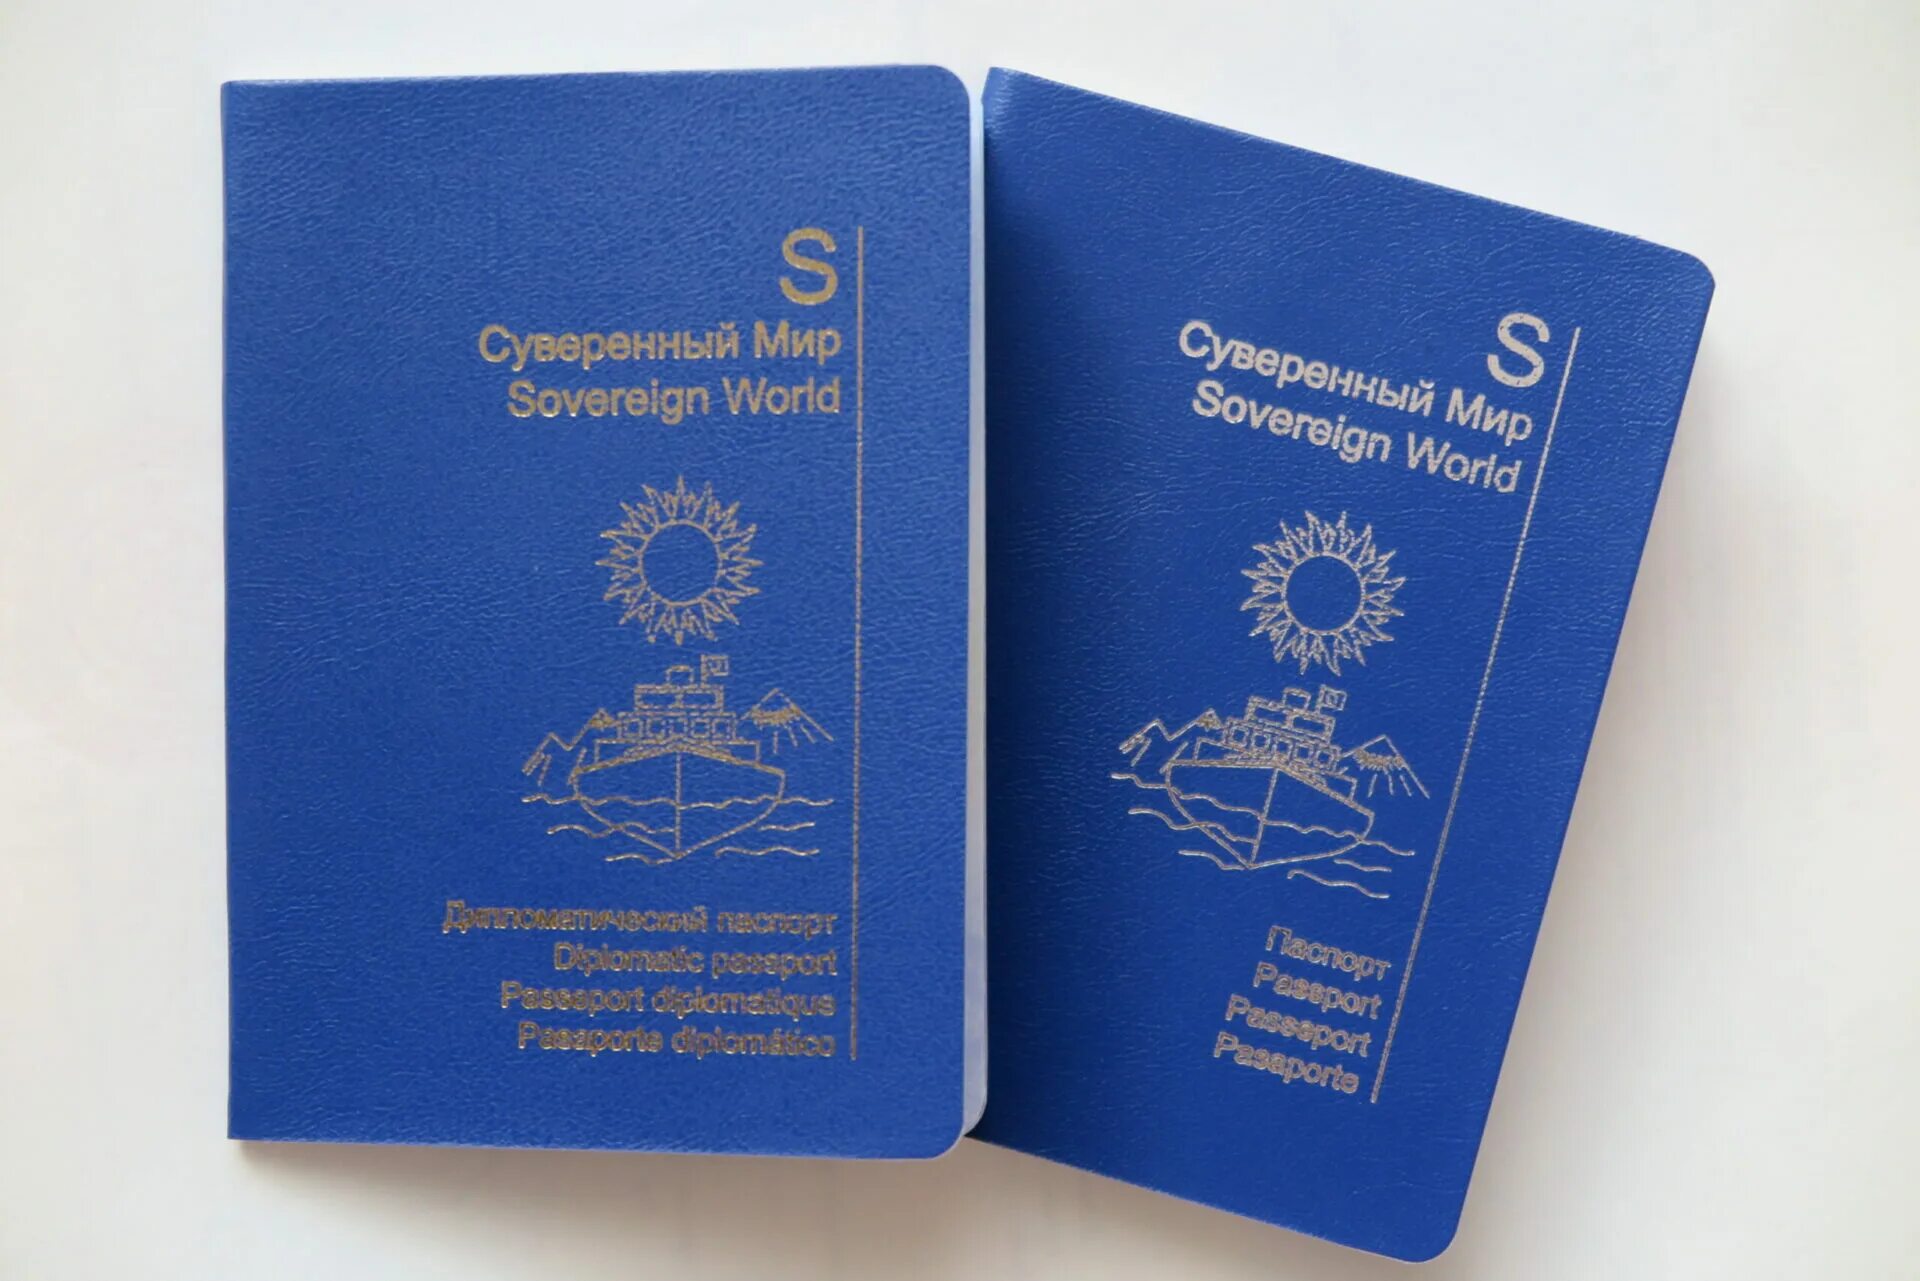 S
Суверенный Мир
Sovereign World
Дипломатический паспорт
Diplomatic passport
Passeport diplomatique
Pasaporte diplomático
S
Суверенный Мир
Sovereign World
Паспорт
Passport
Passeport
Pasaporte